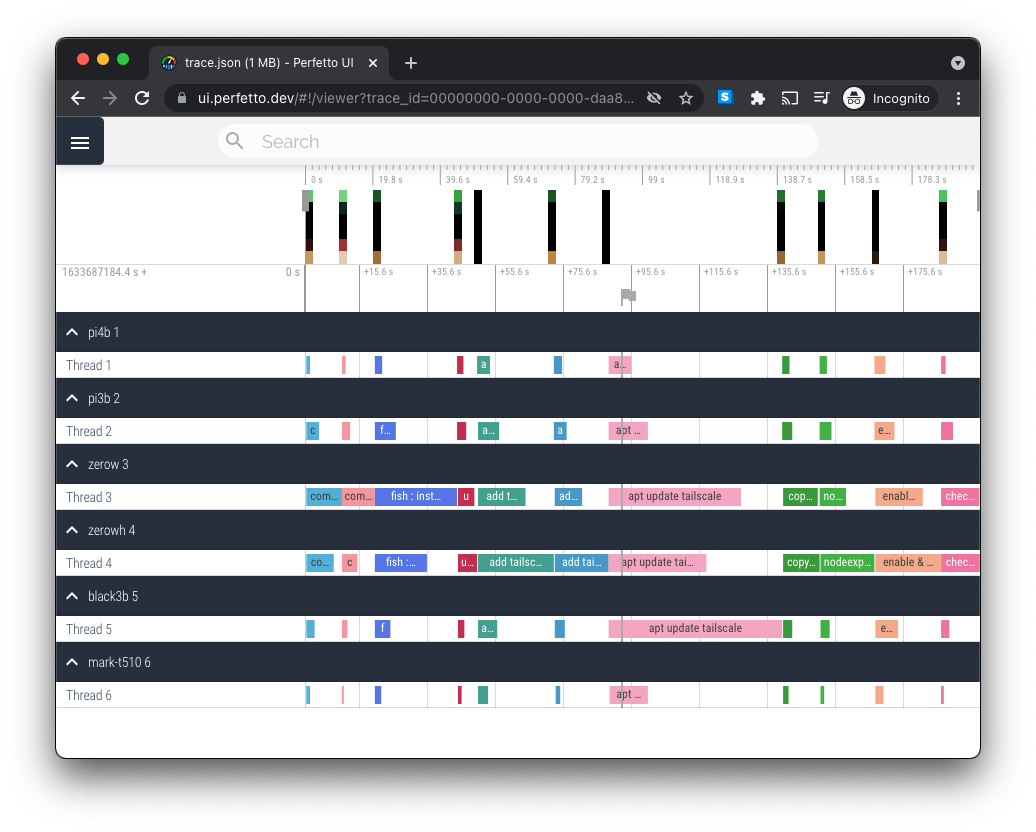 trace.json (1 MB) - Perfetto UI
ui.perfetto.dev/#!/viewer?trace_id=00000000-0000-0000-daa8...
S
Incognito
Search
0 s 19.8 s 39.6 s 59.4 s 79.2 s 99 s 118.9 s 138.7 s 158.5 s 178.3 s
1633687184.4 s + 0 s +15.6 s +35.6 s +55.6 s +75.6 s +95.6 s +115.6 s +135.6 s +155.6 s +175.6 s
pi4b 1
Thread 1 a a...
pi3b 2
Thread 2 c f... a... a apt ... e...
zerow 3
Thread 3 com... com... fish : inst... u add t... ad... apt update tailscale cop... no... enabl... chec...
zerowh 4
Thread 4 co... c fish :... u... add tailsc... add tai... apt update tai... copy... nodeexp... enable & ... chec...
black3b 5
Thread 5 f a... apt update tailscale e...
mark-t510 6
Thread 6 apt ...